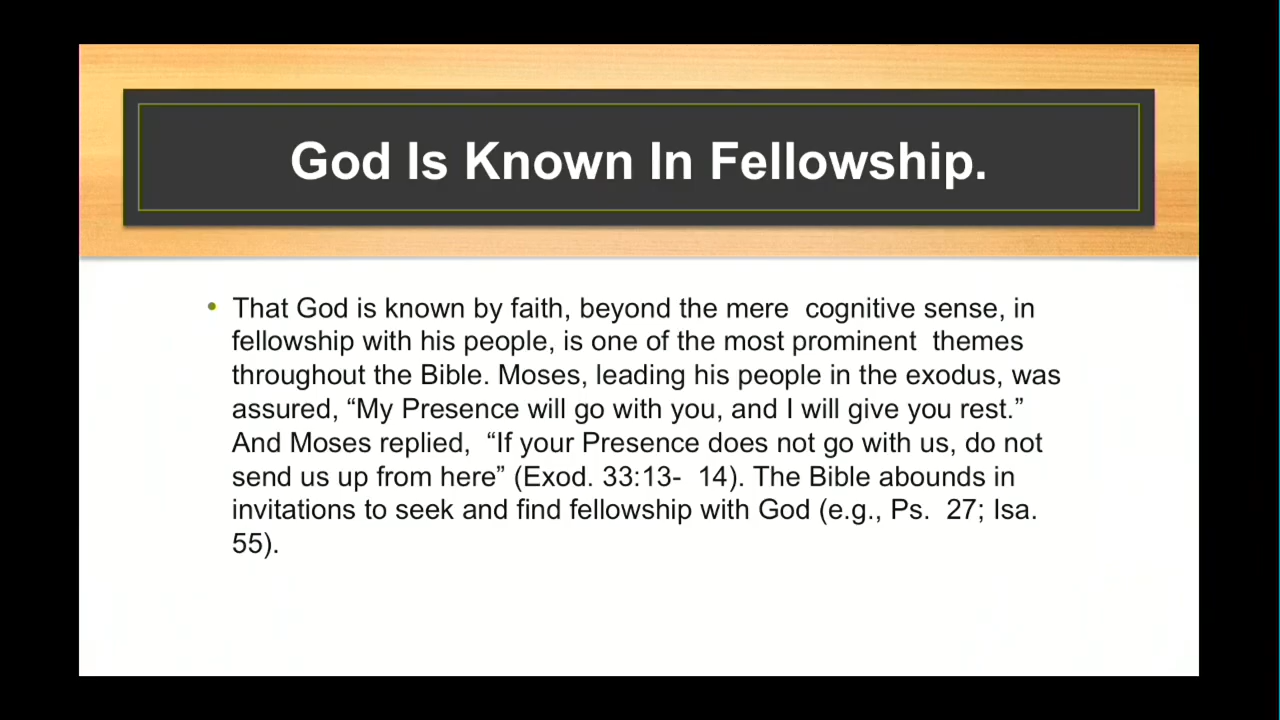 God Is Known In Fellowship.
• That God is known by faith, beyond the mere  cognitive sense, in
fellowship with his people, is one of the most prominent  themes
throughout the Bible. Moses, leading his people in the exodus, was
assured, “My Presence will go with you, and I will give you rest.”
And Moses replied,  “If your Presence does not go with us, do not
send us up from here” (Exod. 33:13-  14). The Bible abounds in
invitations to seek and find fellowship with God (e.g., Ps.  27; Isa.
55).